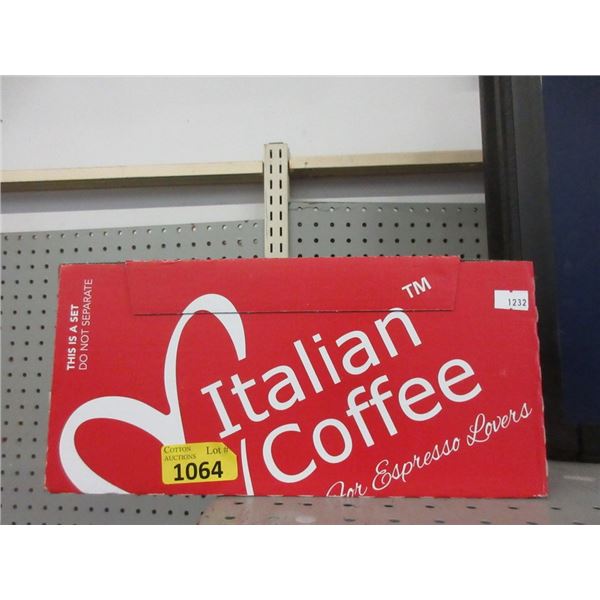 THIS IS A SET
DO NOT SEPARATE
Italian
Coffee
TM
For Espresso Lovers
1232
COTTON
AUCTIONS
Lot #
1064